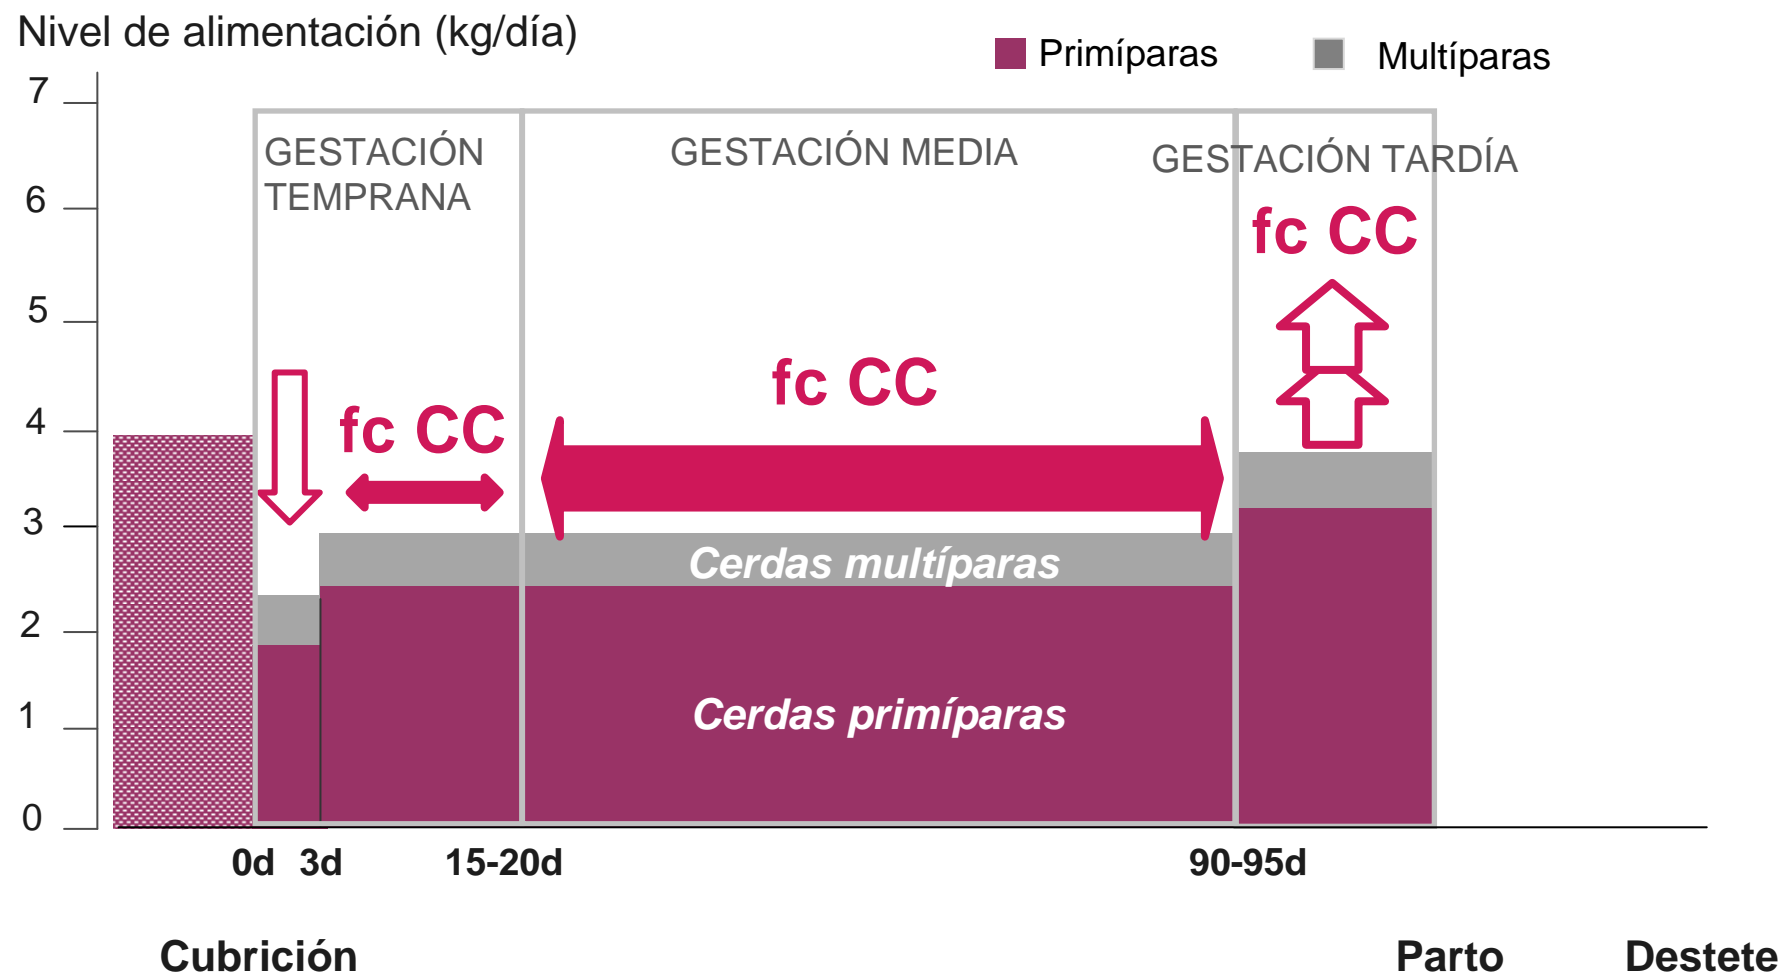 Nivel de alimentación (kg/día)
Primíparas
Multíparas
7
6
5
4
3
2
1
0
GESTACIÓN
TEMPRANA
GESTACIÓN MEDIA
GESTACIÓN TARDÍA
fc CC
fc CC
fc CC
Cerdas multíparas
Cerdas primíparas
0d 3d 15-20d 90-95d
Cubrición Parto Destete